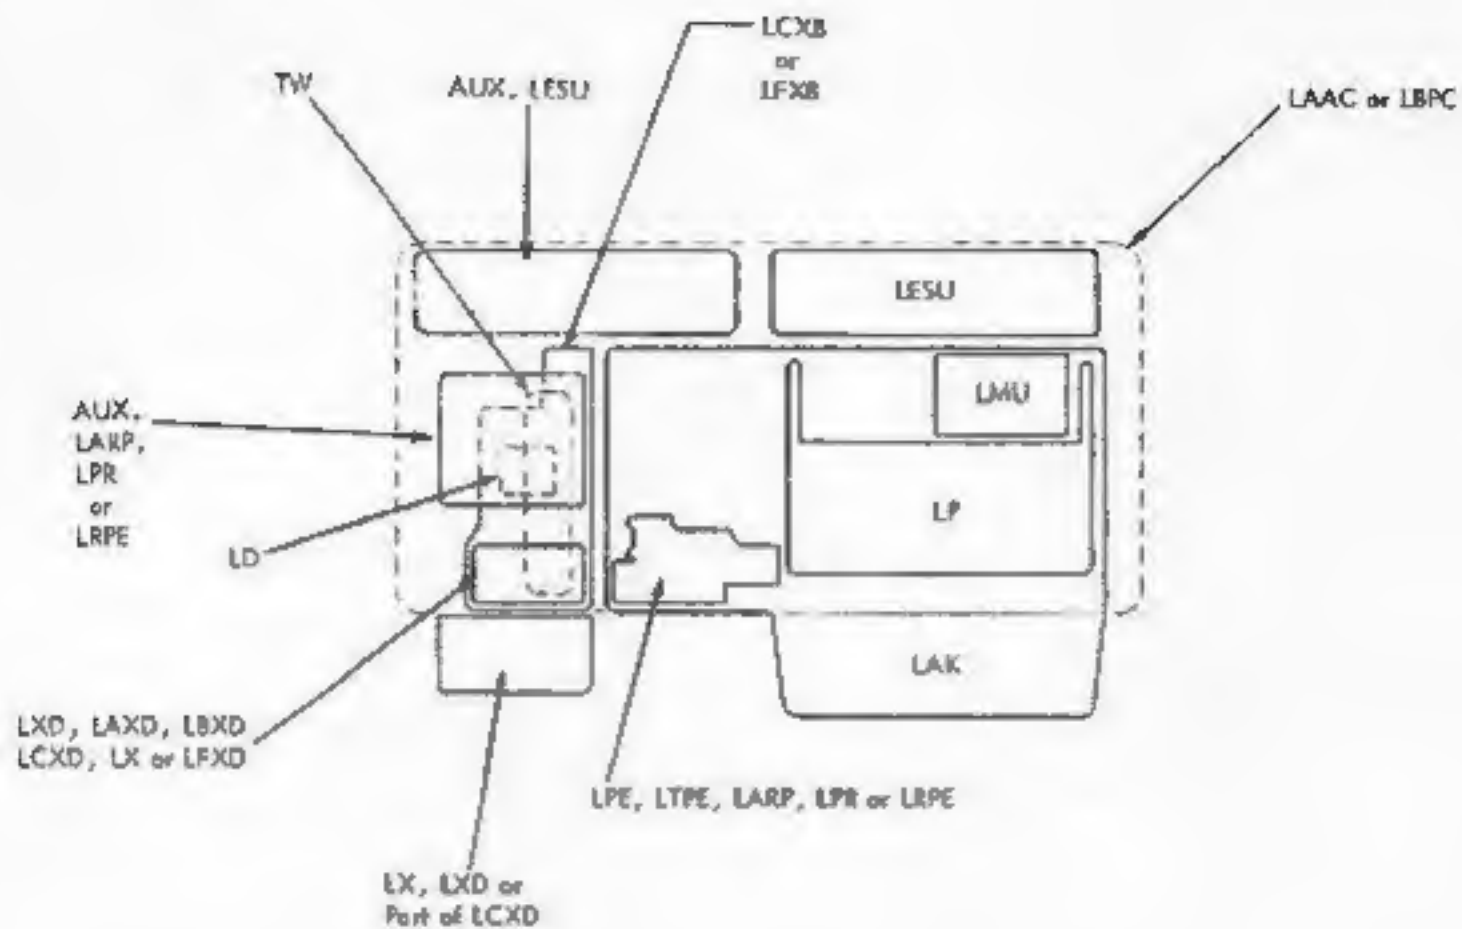 LCXB
or
LFXB
TW
AUX, LESU
LAAC or LBPC
LESU
LMU
AUX,
LARP,
LPR
or
LRPE
LP
LD
LAK
LXD, LAXD, LBXD
LCXD, LX or LFXD
LPE, LTPE, LARP, LPR or LRPE
LX, LXD or
Part of LCXD